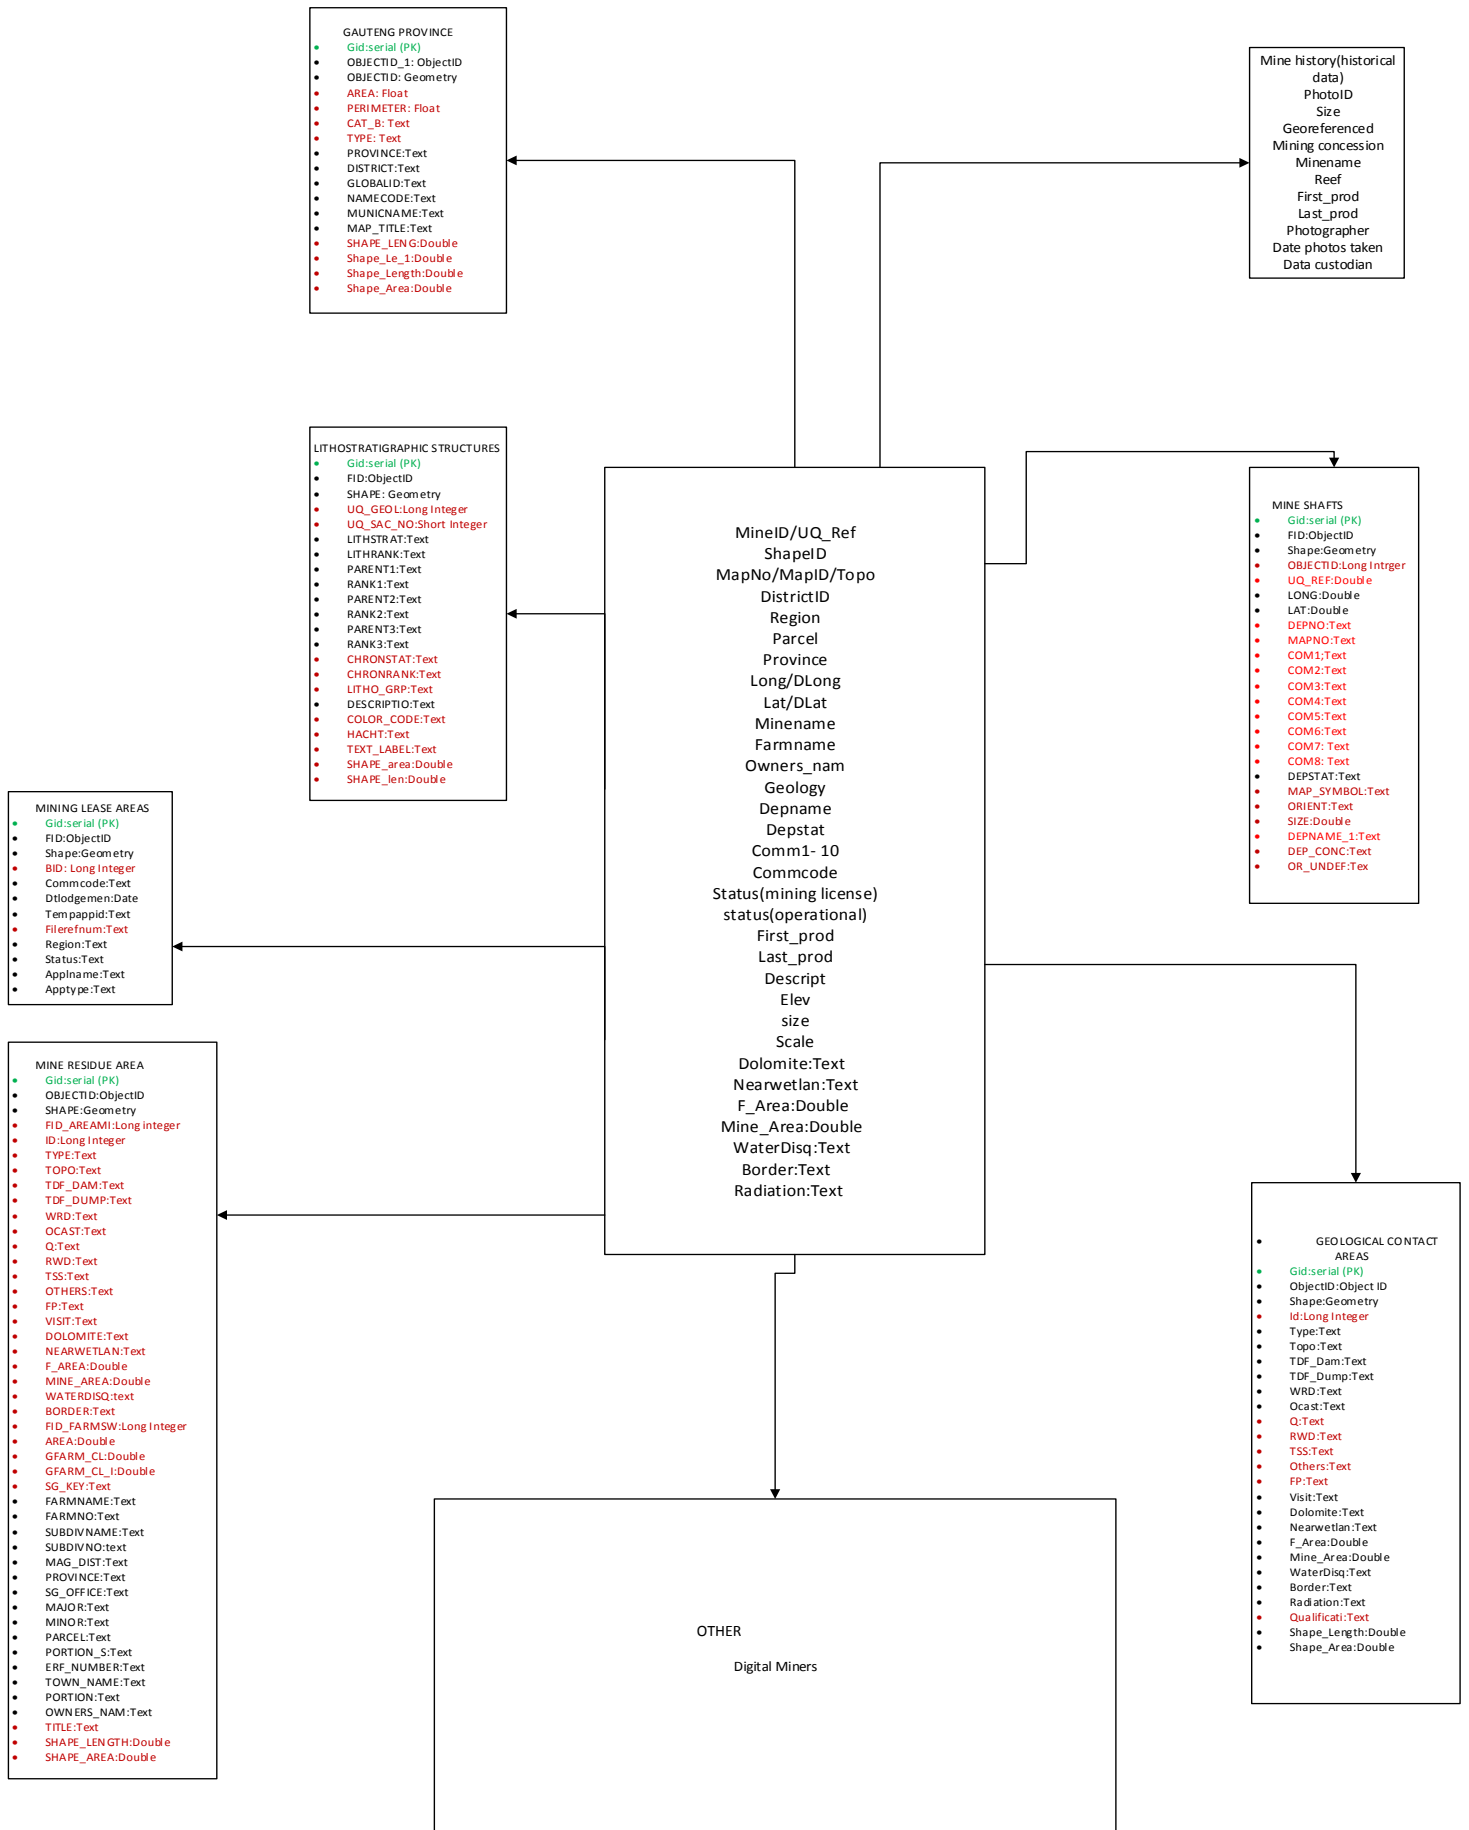 GAUTENG PROVINCE
Gid:serial (PK)
OBJECTID_1: ObjectID
OBJECTID: Geometry
AREA: Float
PERIMETER: Float
CAT_B: Text
TYPE: Text
PROVINCE:Text
DISTRICT:Text
GLOBALID:Text
NAMECODE:Text
MUNICNAME:Text
MAP_TITLE:Text
SHAPE_LENG:Double
Shape_Le_1:Double
Shape_Length:Double
Shape_Area:Double
Mine history(historical
data)
PhotoID
Size
Georeferenced
Mining concession
Minename
Reef
First_prod
Last_prod
Photographer
Date photos taken
Data custodian
LITHOSTRATIGRAPHIC STRUCTURES
Gid:serial (PK)
FID:ObjectID
SHAPE: Geometry
UQ_GEOL:Long Integer
UQ_SAC_NO:Short Integer
LITHSTRAT:Text
LITHRANK:Text
PARENT1:Text
RANK1:Text
PARENT2:Text
RANK2:Text
PARENT3:Text
RANK3:Text
CHRONSTAT:Text
CHRONRANK:Text
LITHO_GRP:Text
DESCRIPTIO:Text
COLOR_CODE:Text
HACHT:Text
TEXT_LABEL:Text
SHAPE_area:Double
SHAPE_len:Double
MineID/UQ_Ref
ShapeID
MapNo/MapID/Topo
DistrictID
Region
Parcel
Province
Long/DLong
Lat/DLat
Minename
Farmname
Owners_nam
Geology
Depname
Depstat
Comm1- 10
Commcode
Status(mining license)
status(operational)
First_prod
Last_prod
Descript
Elev
size
Scale
Dolomite:Text
Nearwetlan:Text
F_Area:Double
Mine_Area:Double
WaterDisq:Text
Border:Text
Radiation:Text
MINE SHAFTS
Gid:serial (PK)
FID:ObjectID
Shape:Geometry
OBJECTID:Long Intrger
UQ_REF:Double
LONG:Double
LAT:Double
DEPNO:Text
MAPNO:Text
COM1;Text
COM2:Text
COM3:Text
COM4:Text
COM5:Text
COM6:Text
COM7: Text
COM8: Text
DEPSTAT:Text
MAP_SYMBOL:Text
ORIENT:Text
SIZE:Double
DEPNAME_1:Text
DEP_CONC:Text
OR_UNDEF:Tex
MINING LEASE AREAS
Gid:serial (PK)
FID:ObjectID
Shape:Geometry
BID: Long Integer
Commcode:Text
Dtlodgemen:Date
Tempappid:Text
Filerefnum:Text
Region:Text
Status:Text
Applname:Text
Apptype:Text
MINE RESIDUE AREA
Gid:serial (PK)
OBJECTID:ObjectID
SHAPE:Geometry
FID_AREAMI:Long integer
ID:Long Integer
TYPE:Text
TOPO:Text
TDF_DAM:Text
TDF_DUMP:Text
WRD:Text
OCAST:Text
Q:Text
RWD:Text
TSS:Text
OTHERS:Text
FP:Text
VISIT:Text
DOLOMITE:Text
NEARWETLAN:Text
F_AREA:Double
MINE_AREA:Double
WATERDISQ:text
BORDER:Text
FID_FARMSW:Long Integer
AREA:Double
GFARM_CL:Double
GFARM_CL_I:Double
SG_KEY:Text
FARMNAME:Text
FARMNO:Text
SUBDIVNAME:Text
SUBDIVNO:text
MAG_DIST:Text
PROVINCE:Text
SG_OFFICE:Text
MAJOR:Text
MINOR:Text
PARCEL:Text
PORTION_S:Text
ERF_NUMBER:Text
TOWN_NAME:Text
PORTION:Text
OWNERS_NAM:Text
TITLE:Text
SHAPE_LENGTH:Double
SHAPE_AREA:Double
GEOLOGICAL CONTACT
AREAS
Gid:serial (PK)
ObjectID:Object ID
Shape:Geometry
Id:Long Integer
Type:Text
Topo:Text
TDF_Dam:Text
TDF_Dump:Text
WRD:Text
Ocast:Text
Q:Text
RWD:Text
TSS:Text
Others:Text
FP:Text
Visit:Text
Dolomite:Text
Nearwetlan:Text
F_Area:Double
Mine_Area:Double
WaterDisq:Text
Border:Text
Radiation:Text
Qualificati:Text
Shape_Length:Double
Shape_Area:Double
OTHER
Digital Miners